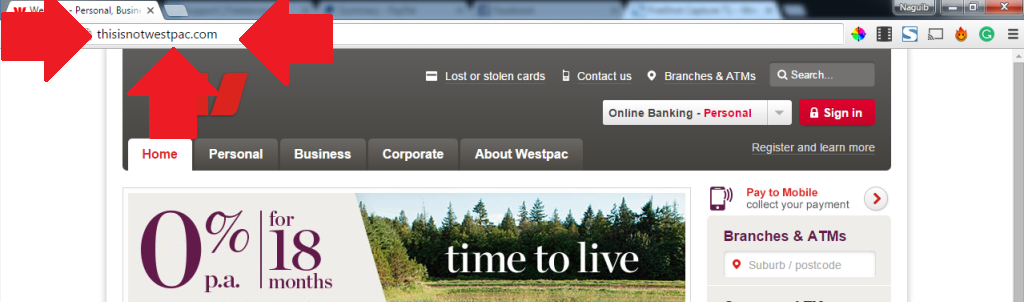 - Personal, Busine
Naguib
thisisnotwestpac.com
Lost or stolen cards
Contact us
Branches & ATMs
Search...
Online Banking - Personal
Sign in
Home
Personal
Business
Corporate
About Westpac
Register and learn more
0% p.a.
for
18
months
time to live
Pay to Mobile
collect your payment
Branches & ATMs
Suburb / postcode